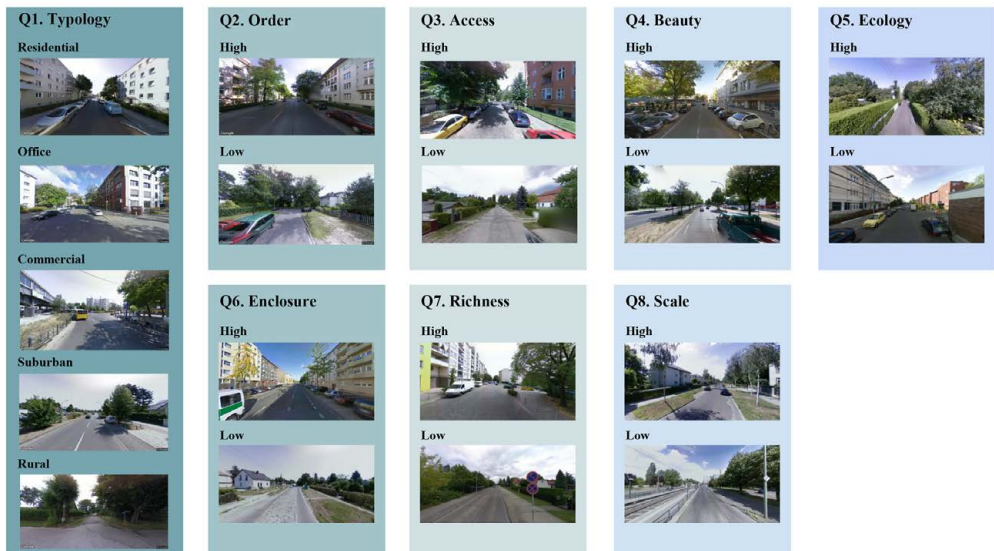 Q1. Typology
Residential
Office
Commercial
Suburban
Rural
Q2. Order
High
Low
Q3. Access
High
Low
Q4. Beauty
High
Low
Q5. Ecology
High
Low
Q6. Enclosure
High
Low
Q7. Richness
High
Low
Q8. Scale
High
Low